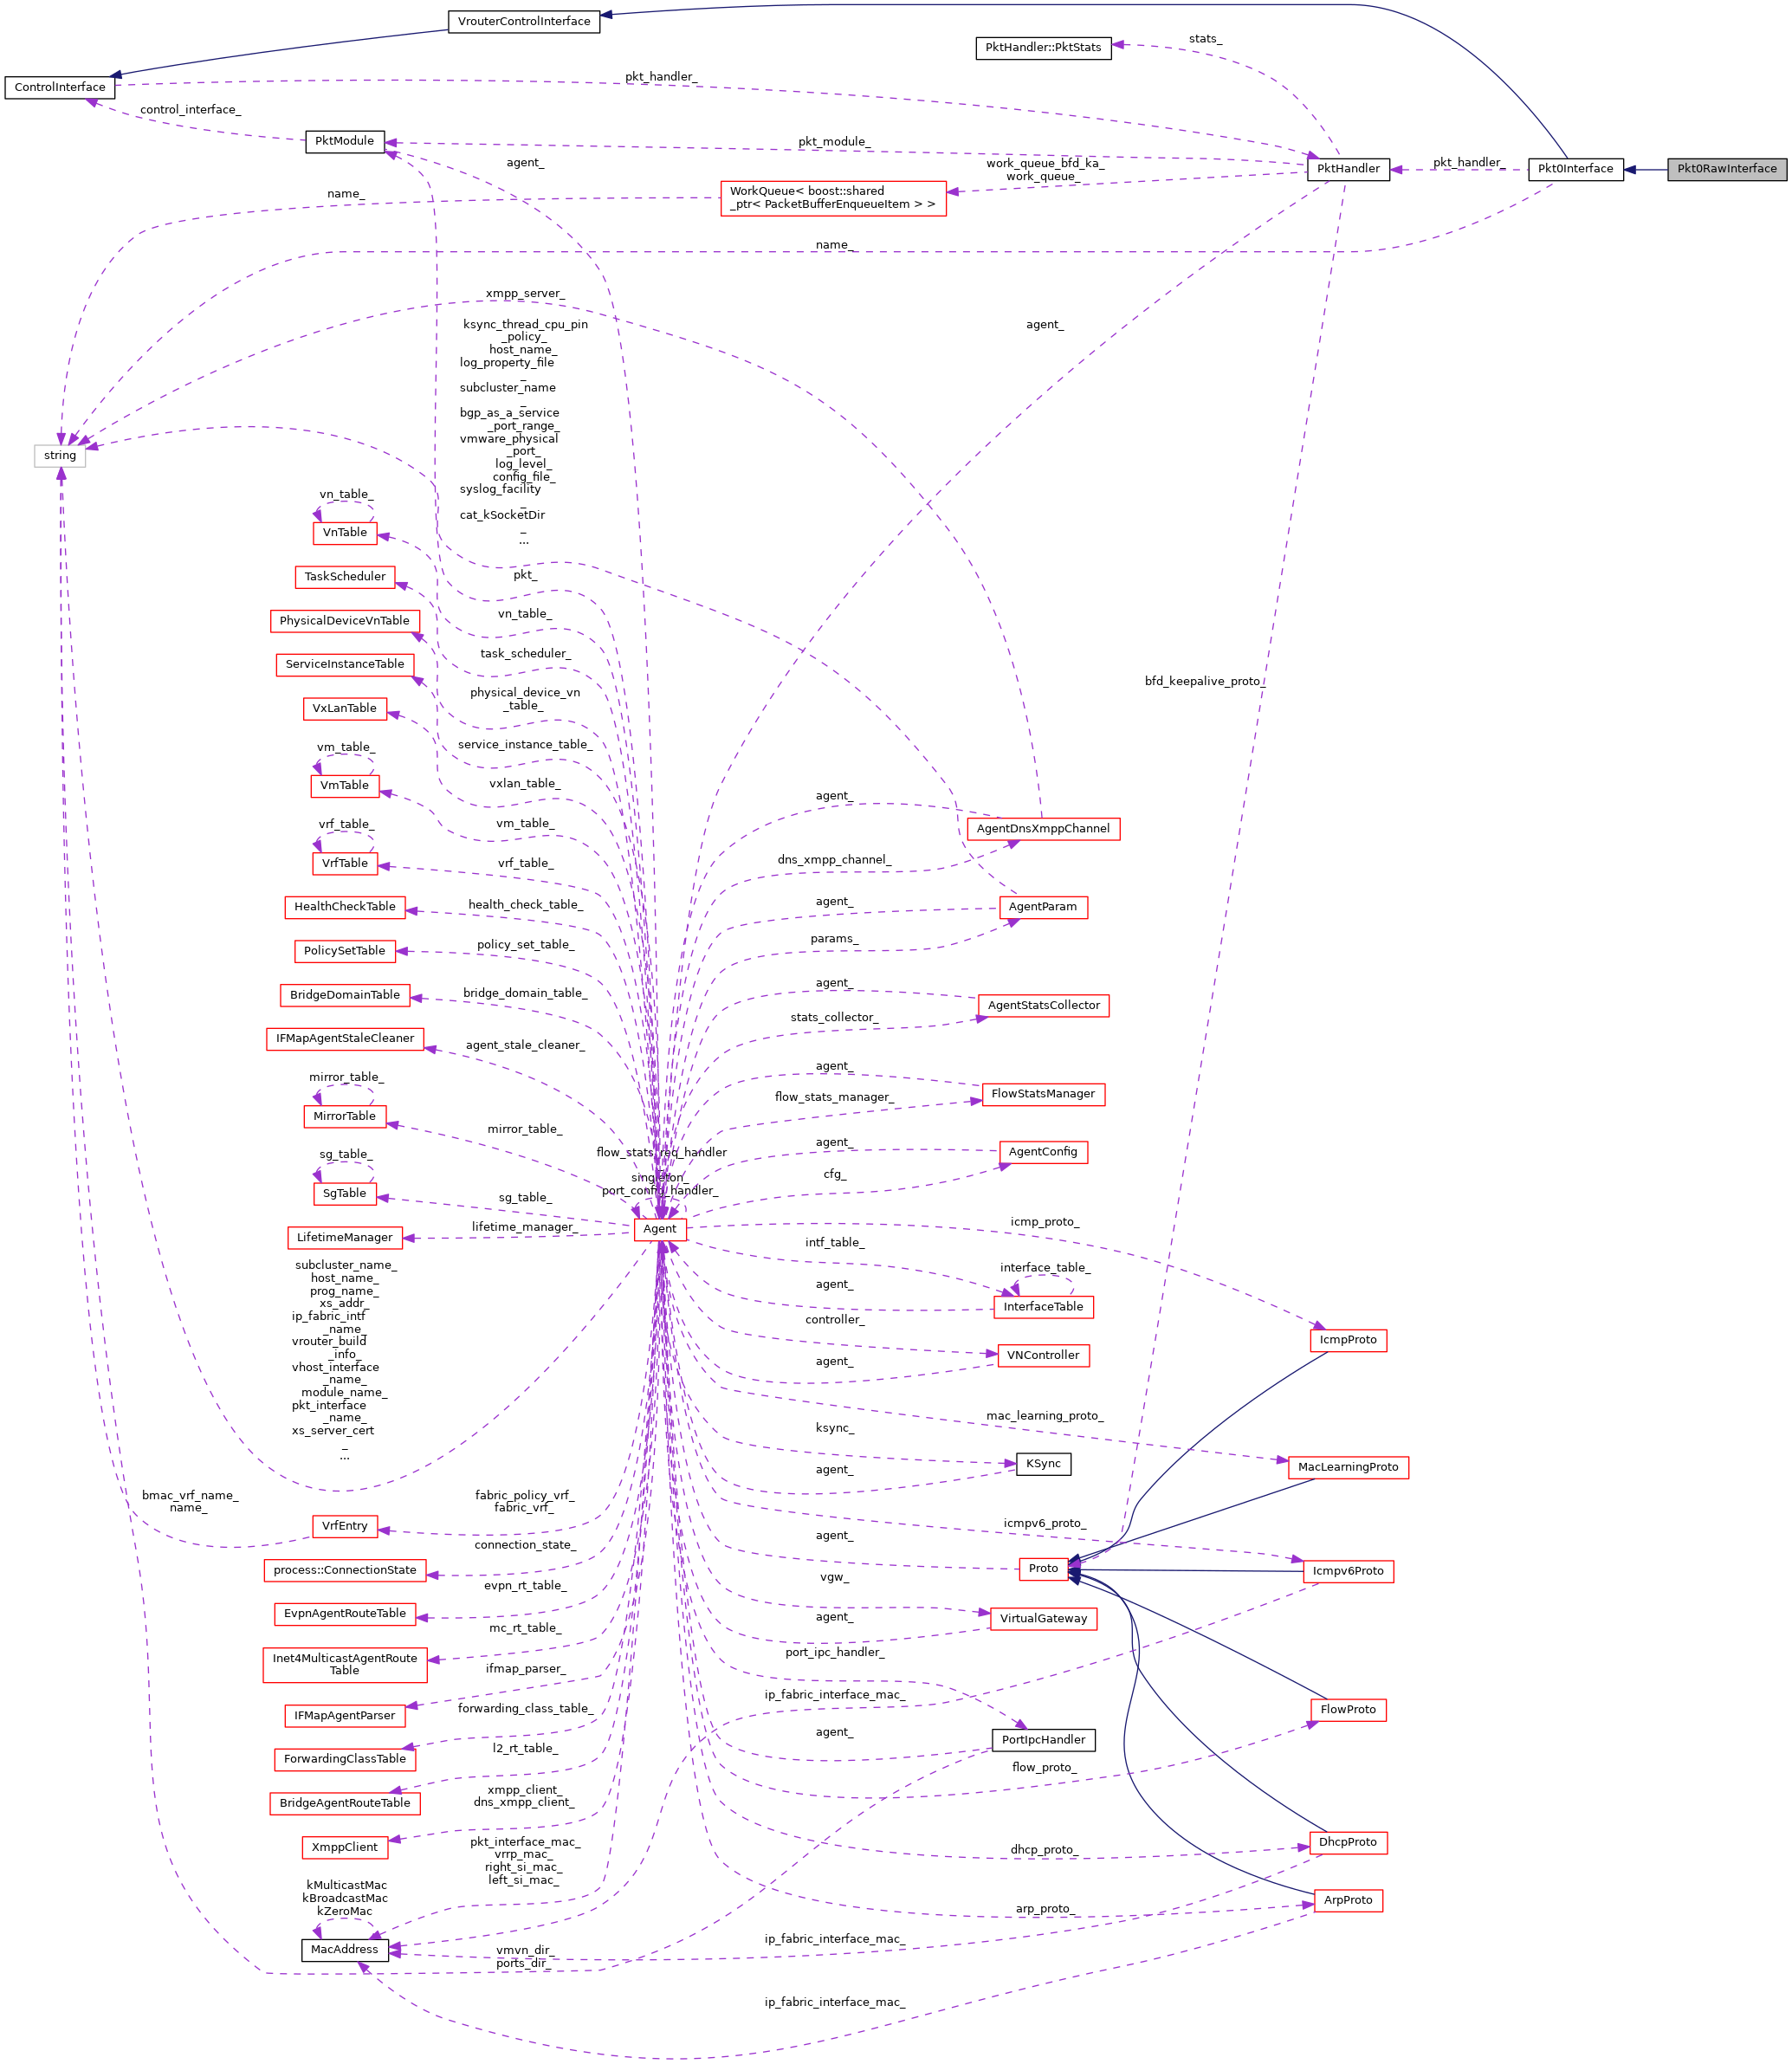 VrouterControlInterface
PktHandler::PktStats
stats_
ControlInterface
pkt_handler_
control_interface_
PktModule
agent_
pkt_module_
work_queue_bfd_ka_
work_queue_
PktHandler
pkt_handler_
Pkt0Interface
Pkt0RawInterface
name_
WorkQueue< boost::shared
_ptr< PacketBufferEnqueueItem > >
name_
xmpp_server_
ksync_thread_cpu_pin
_policy_
host_name_
log_property_file
_
subcluster_name
_
bgp_as_a_service
_port_range_
vmware_physical
_port_
log_level_
config_file_
syslog_facility
_
cat_kSocketDir
_
...
agent_
string
vn_table_
VnTable
TaskScheduler
pkt_
PhysicalDeviceVnTable
vn_table_
ServiceInstanceTable
task_scheduler_
bfd_keepalive_proto_
VxLanTable
physical_device_vn
_table_
vm_table_
service_instance_table_
VmTable
vxlan_table_
agent_
vrf_table_
vm_table_
AgentDnsXmppChannel
VrfTable
vrf_table_
dns_xmpp_channel_
HealthCheckTable
health_check_table_
agent_
AgentParam
PolicySetTable
policy_set_table_
params_
BridgeDomainTable
bridge_domain_table_
agent_
AgentStatsCollector
stats_collector_
IFMapAgentStaleCleaner
agent_stale_cleaner_
agent_
FlowStatsManager
mirror_table_
MirrorTable
mirror_table_
flow_stats_manager_
sg_table_
SgTable
sg_table_
flow_stats_req_handler
_
singleton_
port_config_handler_
agent_
AgentConfig
cfg_
LifetimeManager
lifetime_manager_
Agent
icmp_proto_
intf_table_
interface_table_
agent_
InterfaceTable
controller_
IcmpProto
VNController
agent_
subcluster_name_
host_name_
prog_name_
xs_addr_
ip_fabric_intf
_name_
vrouter_build
_info_
vhost_interface
_name_
module_name_
pkt_interface
_name_
xs_server_cert
_
...
mac_learning_proto_
ksync_
KSync
MacLearningProto
agent_
bmac_vrf_name_
name_
VrfEntry
fabric_policy_vrf_
fabric_vrf_
icmpv6_proto_
agent_
process::ConnectionState
connection_state_
Proto
Icmpv6Proto
vgw_
EvpnAgentRouteTable
evpn_rt_table_
agent_
VirtualGateway
Inet4MulticastAgentRoute
Table
mc_rt_table_
port_ipc_handler_
IFMapAgentParser
ifmap_parser_
ip_fabric_interface_mac_
FlowProto
ForwardingClassTable
forwarding_class_table_
agent_
PortIpcHandler
BridgeAgentRouteTable
l2_rt_table_
flow_proto_
XmppClient
xmpp_client_
dns_xmpp_client_
dhcp_proto_
DhcpProto
pkt_interface_mac_
vrrp_mac_
right_si_mac_
left_si_mac_
kMulticastMac
kBroadcastMac
kZeroMac
arp_proto_
ArpProto
MacAddress
ip_fabric_interface_mac_
vmvn_dir_
ports_dir_
ip_fabric_interface_mac_